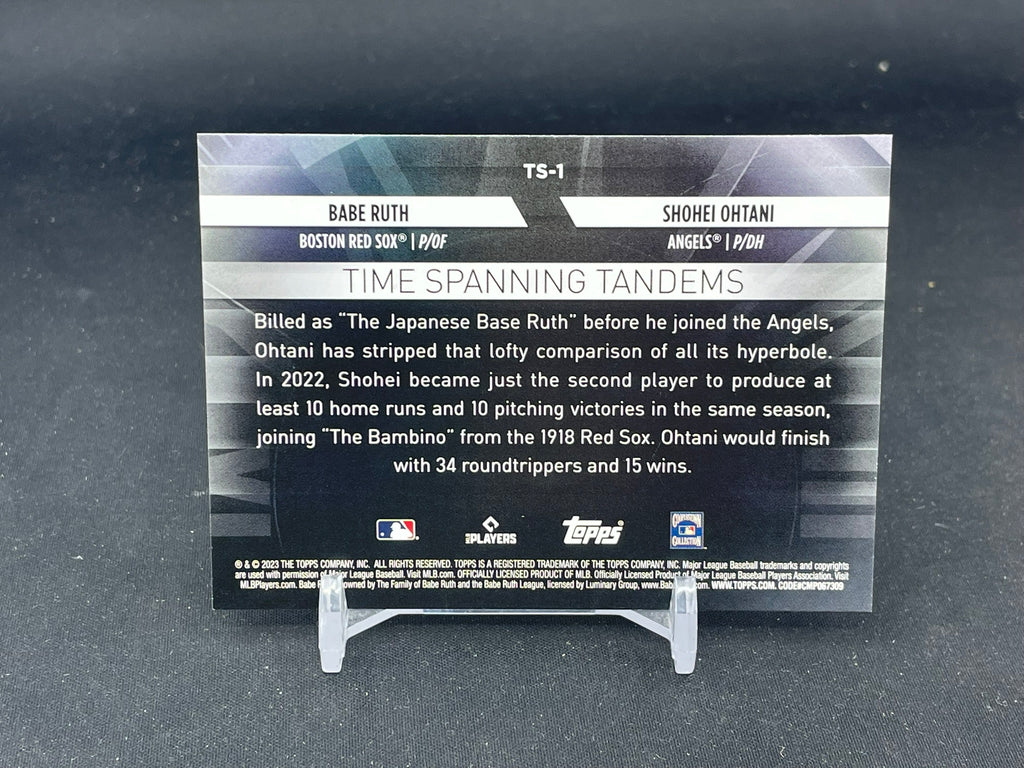 TS-1
BABE RUTH SHOHEI OHTANI
BOSTON RED SOX® | P/OF ANGELS® | P/DH
TIME SPANNING TANDEMS
Billed as "The Japanese Base Ruth" before he joined the Angels,
Ohtani has stripped that lofty comparison of all its hyperbole.
In 2022, Shohei became just the second player to produce at
least 10 home runs and 10 pitching victories in the same season,
joining "The Bambino" from the 1918 Red Sox. Ohtani would finish
with 34 roundtrippers and 15 wins.
PLAYERS topps COOPERSTOWN COLLECTION
® & © 2023 THE TOPPS COMPANY, INC. ALL RIGHTS RESERVED. TOPPS IS A REGISTERED TRADEMARK OF THE TOPPS COMPANY, INC. Major League Baseball trademarks and copyrights
are used with permission of Major League Baseball. Visit MLB.com. OFFICIALLY LICENSED PRODUCT OF MLB. Officially Licensed Product of Major League Baseball Players Association. Visit
MLBPlayers.com. Babe owned by The Family of Babe Ruth and the Babe Ruth League, licensed by Luminary Group, .com. WWW.TOPPS.COM. CODE#CMP067309